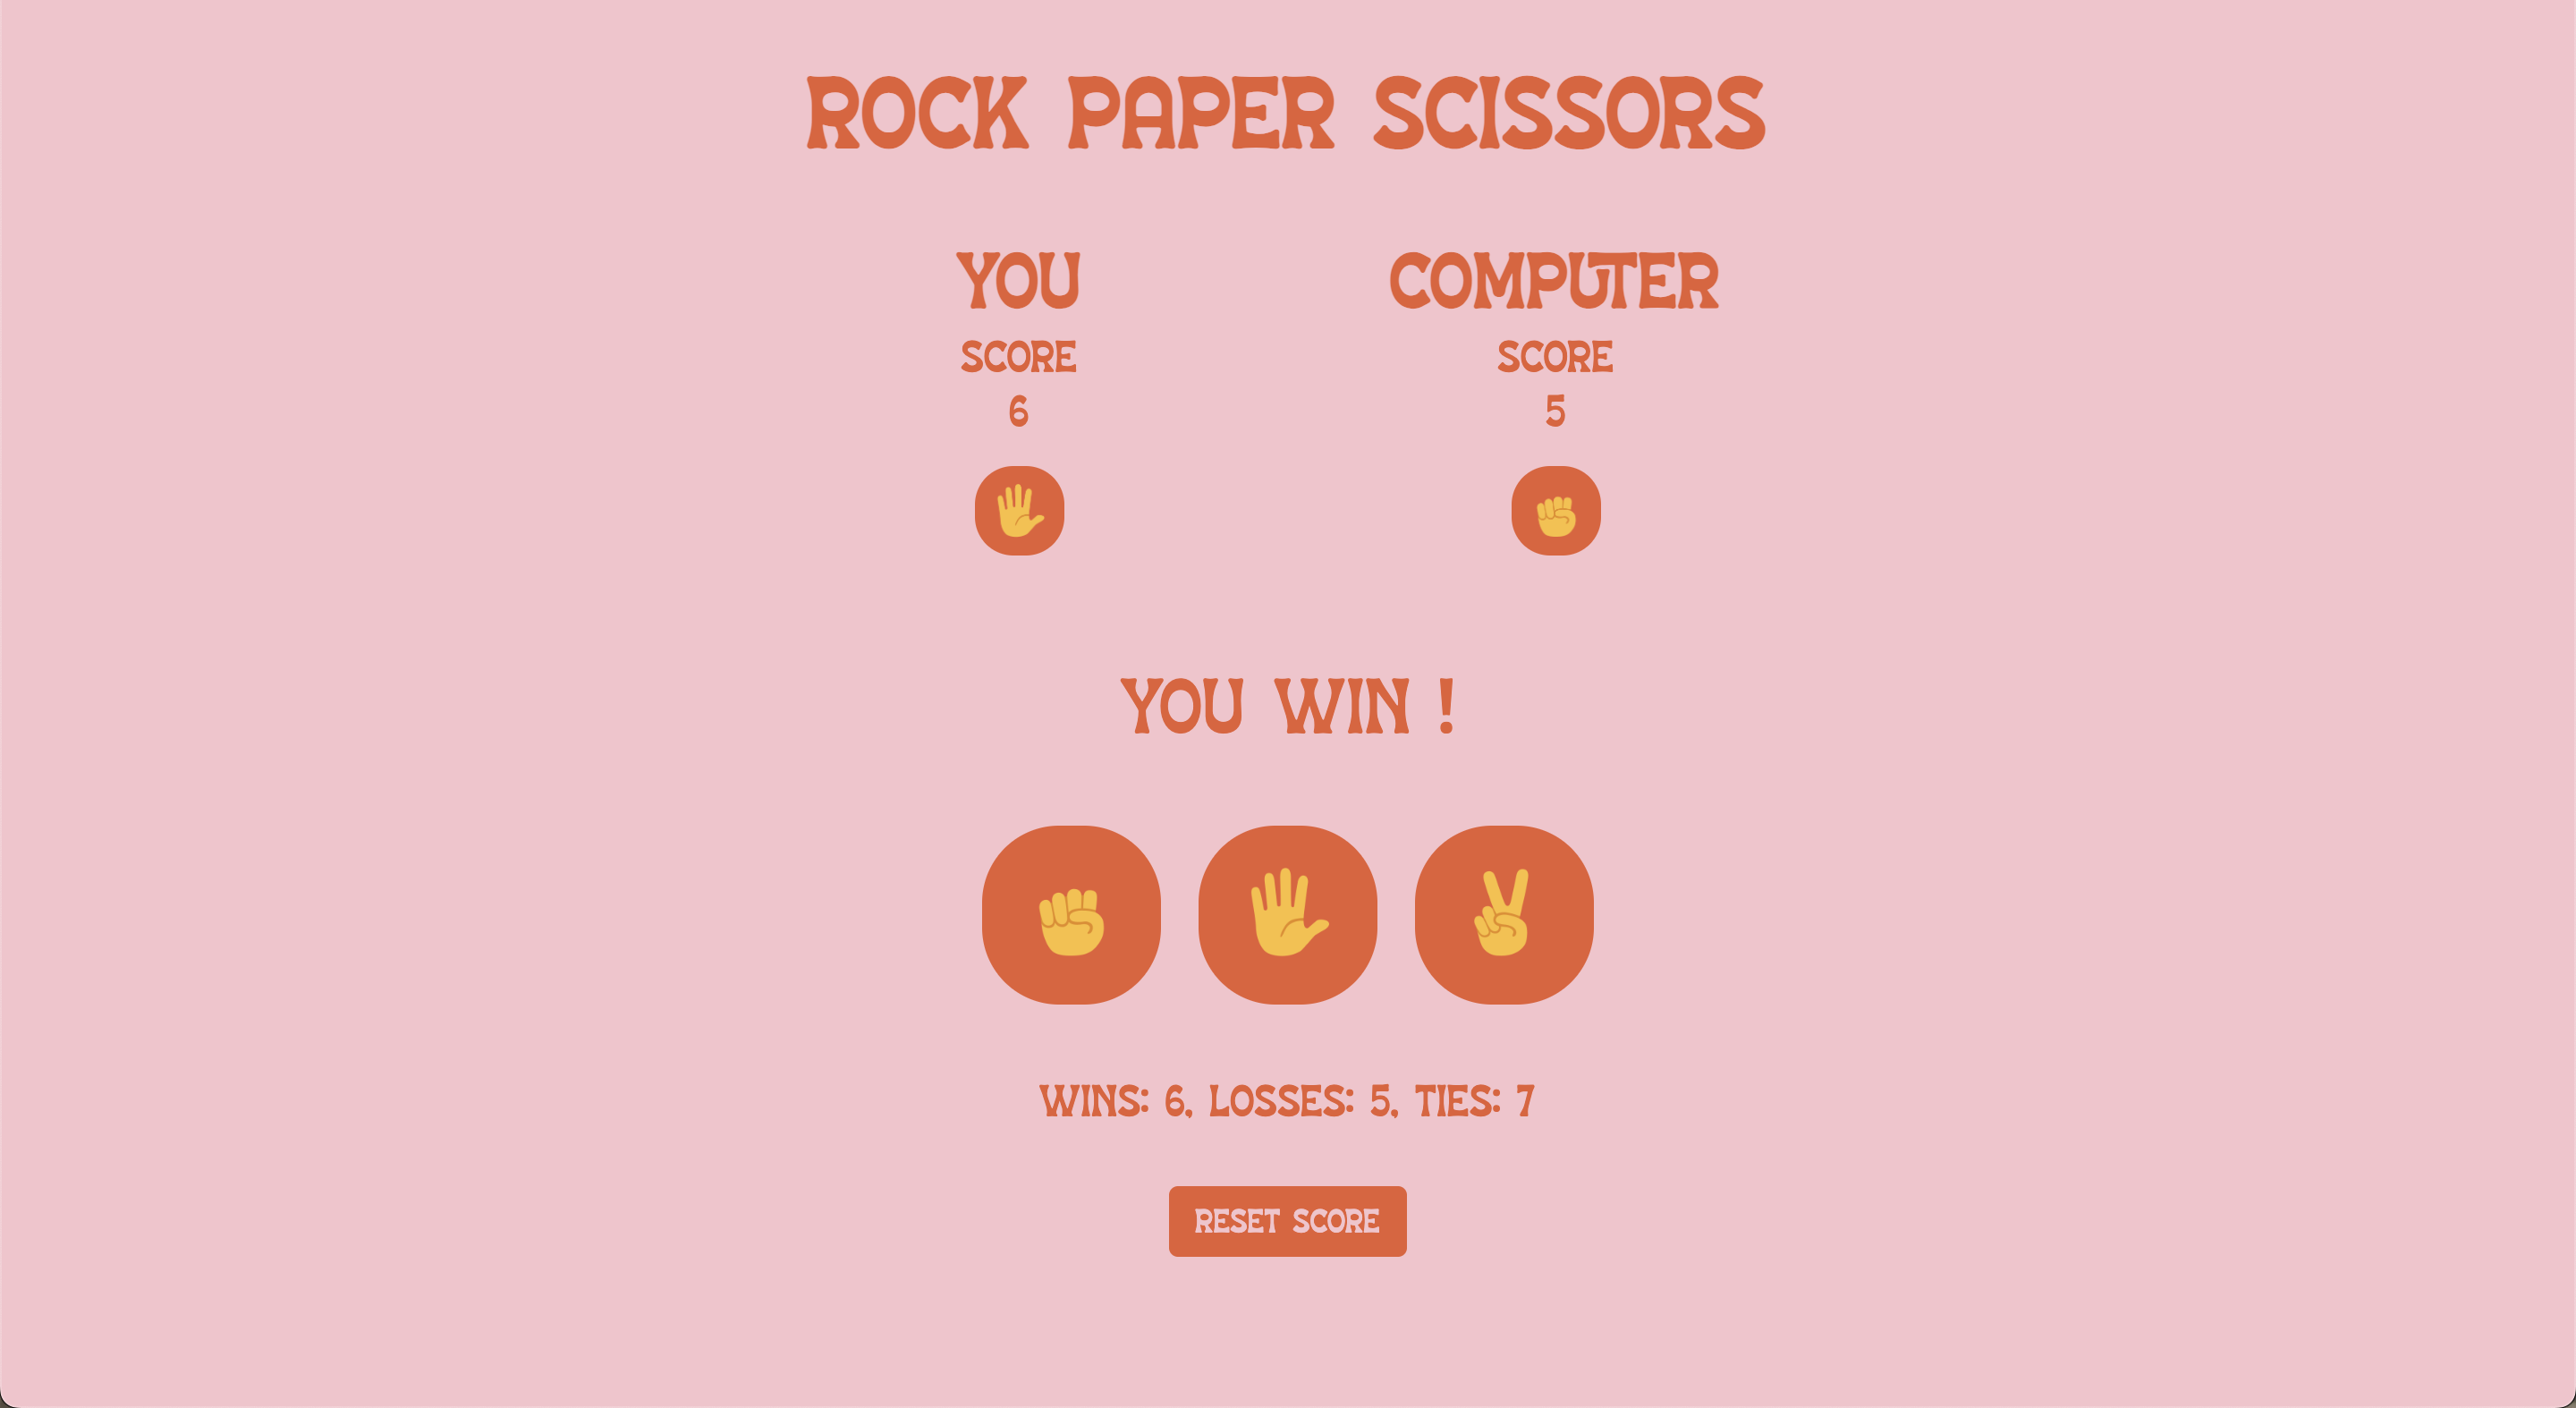 ROCK PAPER SCISSORS
YOU
COMPUTER
SCORE
SCORE
6
5
YOU WIN !
WINS: 6, LOSSES: 5, TIES: 7
RESET SCORE